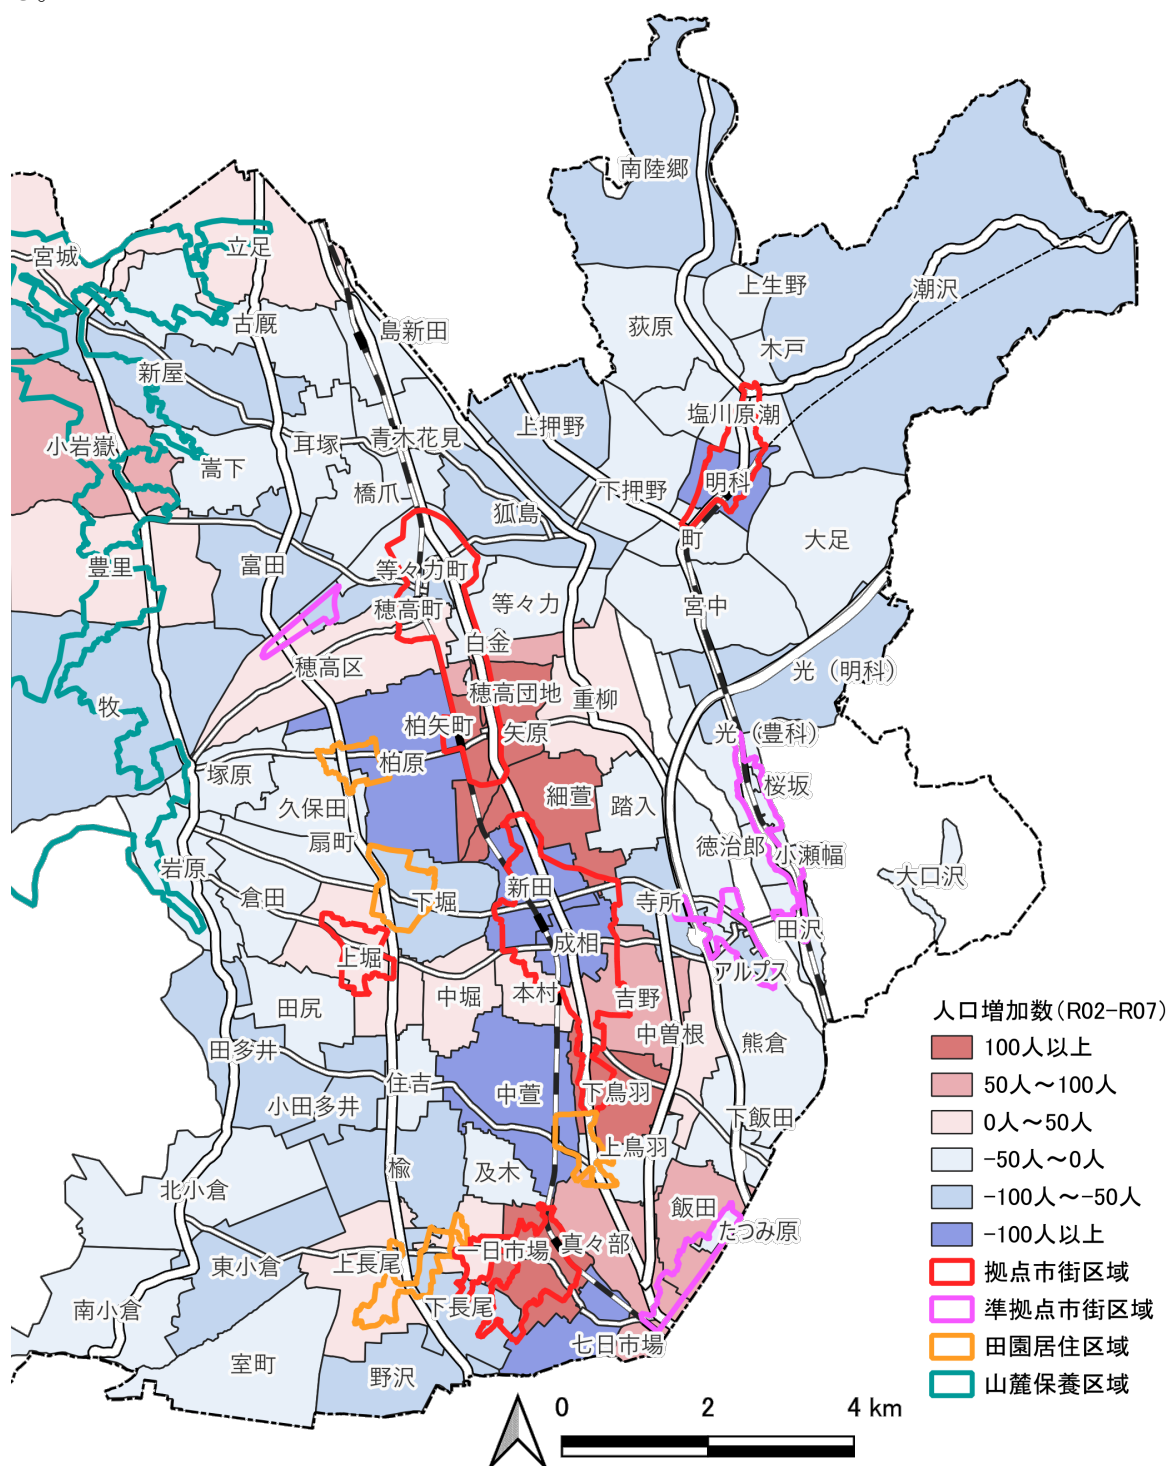 る。
南陸郷
宮城
立足
上生野
潮沢
古厩
島新田
荻原
木戸
新屋
塩川原
潮
小岩嶽
耳塚
青木花見
上押野
嵩下
橋爪
下押野
明科
狐島
町
大足
豊里
富田
等々力町
穂高町
等々力
宮中
白金
穂高区
光（明科）
穂高団地
重柳
牧
柏矢町
矢原
光（豊科）
塚原
柏原
桜坂
久保田
細萱
踏入
扇町
徳治郎
小瀬幅
岩原
大口沢
倉田
下堀
新田
寺所
田沢
上堀
成相
アルプス
田尻
中堀
本村
吉野
中曽根
熊倉
田多井
住吉
小田多井
中萱
下鳥羽
下飯田
上鳥羽
北小倉
楡
及木
飯田
たつみ原
東小倉
上長尾
一日市場
真々部
南小倉
下長尾
七日市場
室町
野沢
人口増加数（R02-R07）
100人以上
50人～100人
0人～50人
-50人～0人
-100人～-50人
-100人以上
拠点市街区域
準拠点市街区域
田園居住区域
山麓保養区域
0 2 4 km